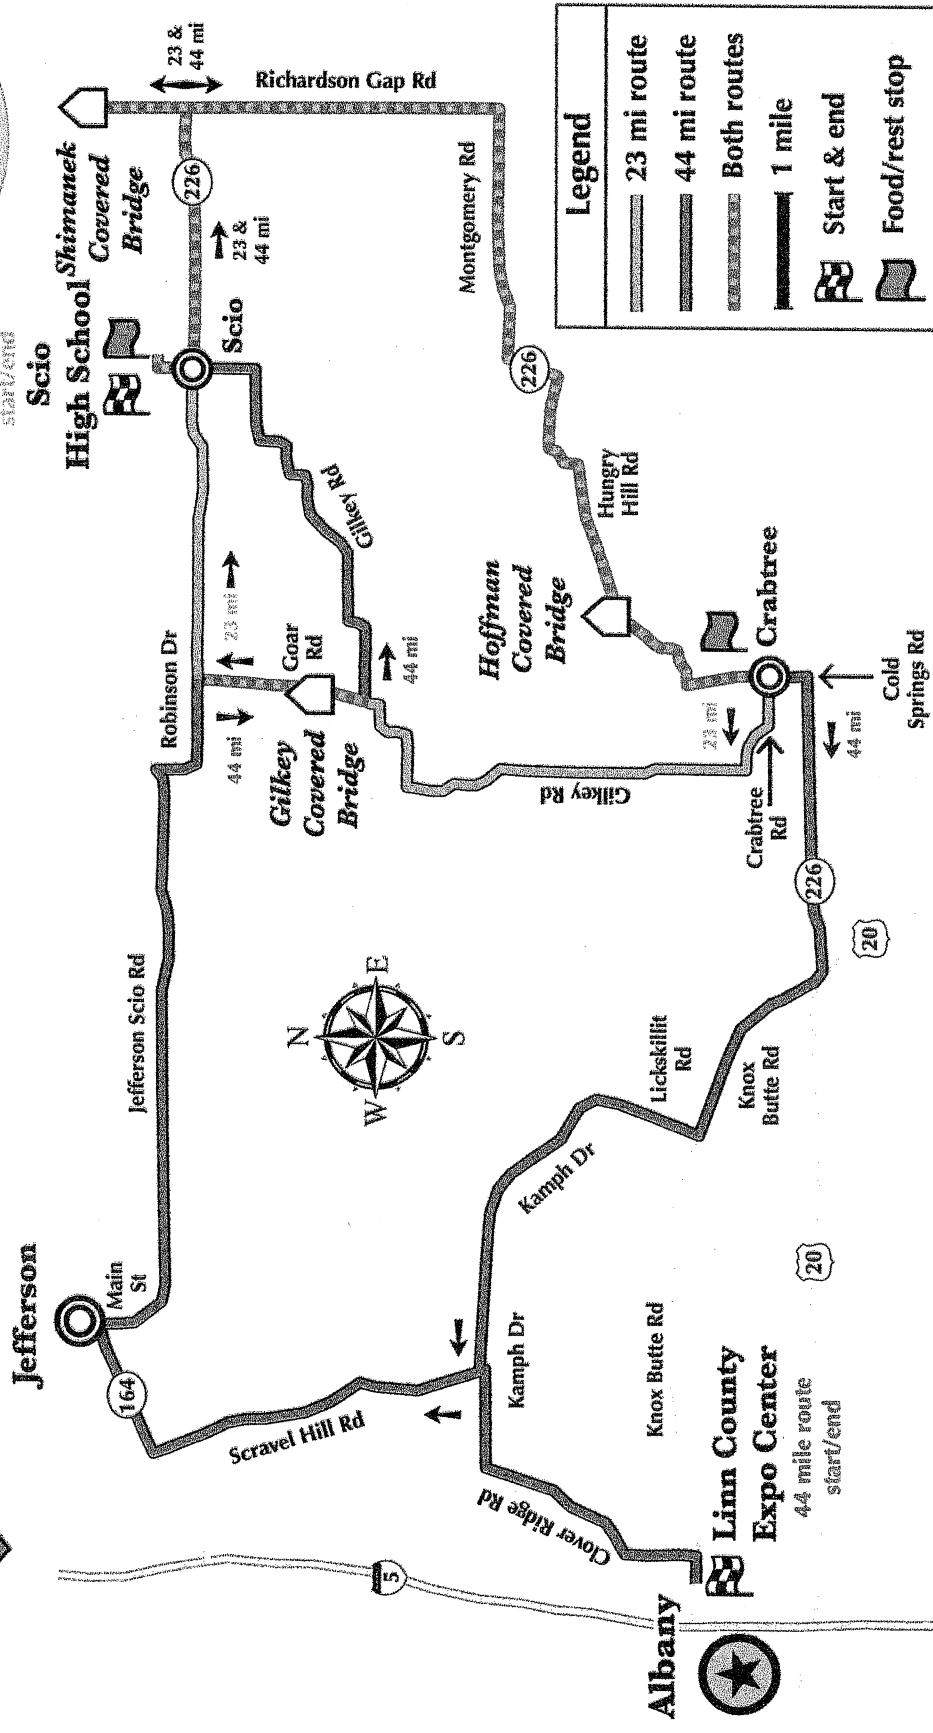 start/end
Scio
High School
Shimanek
Covered
Bridge
23 &
44 mi
Richardson Gap Rd
226
23 &
44 mi
Scio
Montgomery Rd
226
Hungry
Hill Rd
Hoffman
Covered
Bridge
Crabtree
Cold
Springs Rd
Crabtree
Rd
23 mi
44 mi
Gilkey Rd
Gilkey Rd
44 mi
Goar
Rd
23 mi
44 mi
Robinson Dr
Gilkey
Covered
Bridge
Jefferson Scio Rd
N
E
S
W
Jefferson
Main
St
164
Scravel Hill Rd
Kamph Dr
Kamph Dr
Lickskillit
Rd
Knox
Butte Rd
226
20
20
Knox Butte Rd
Clover Ridge Rd
Linn County
Expo Center
44 mile route
start/end
Albany
5
Legend
23 mi route
44 mi route
Both routes
1 mile
Start & end
Food/rest stop